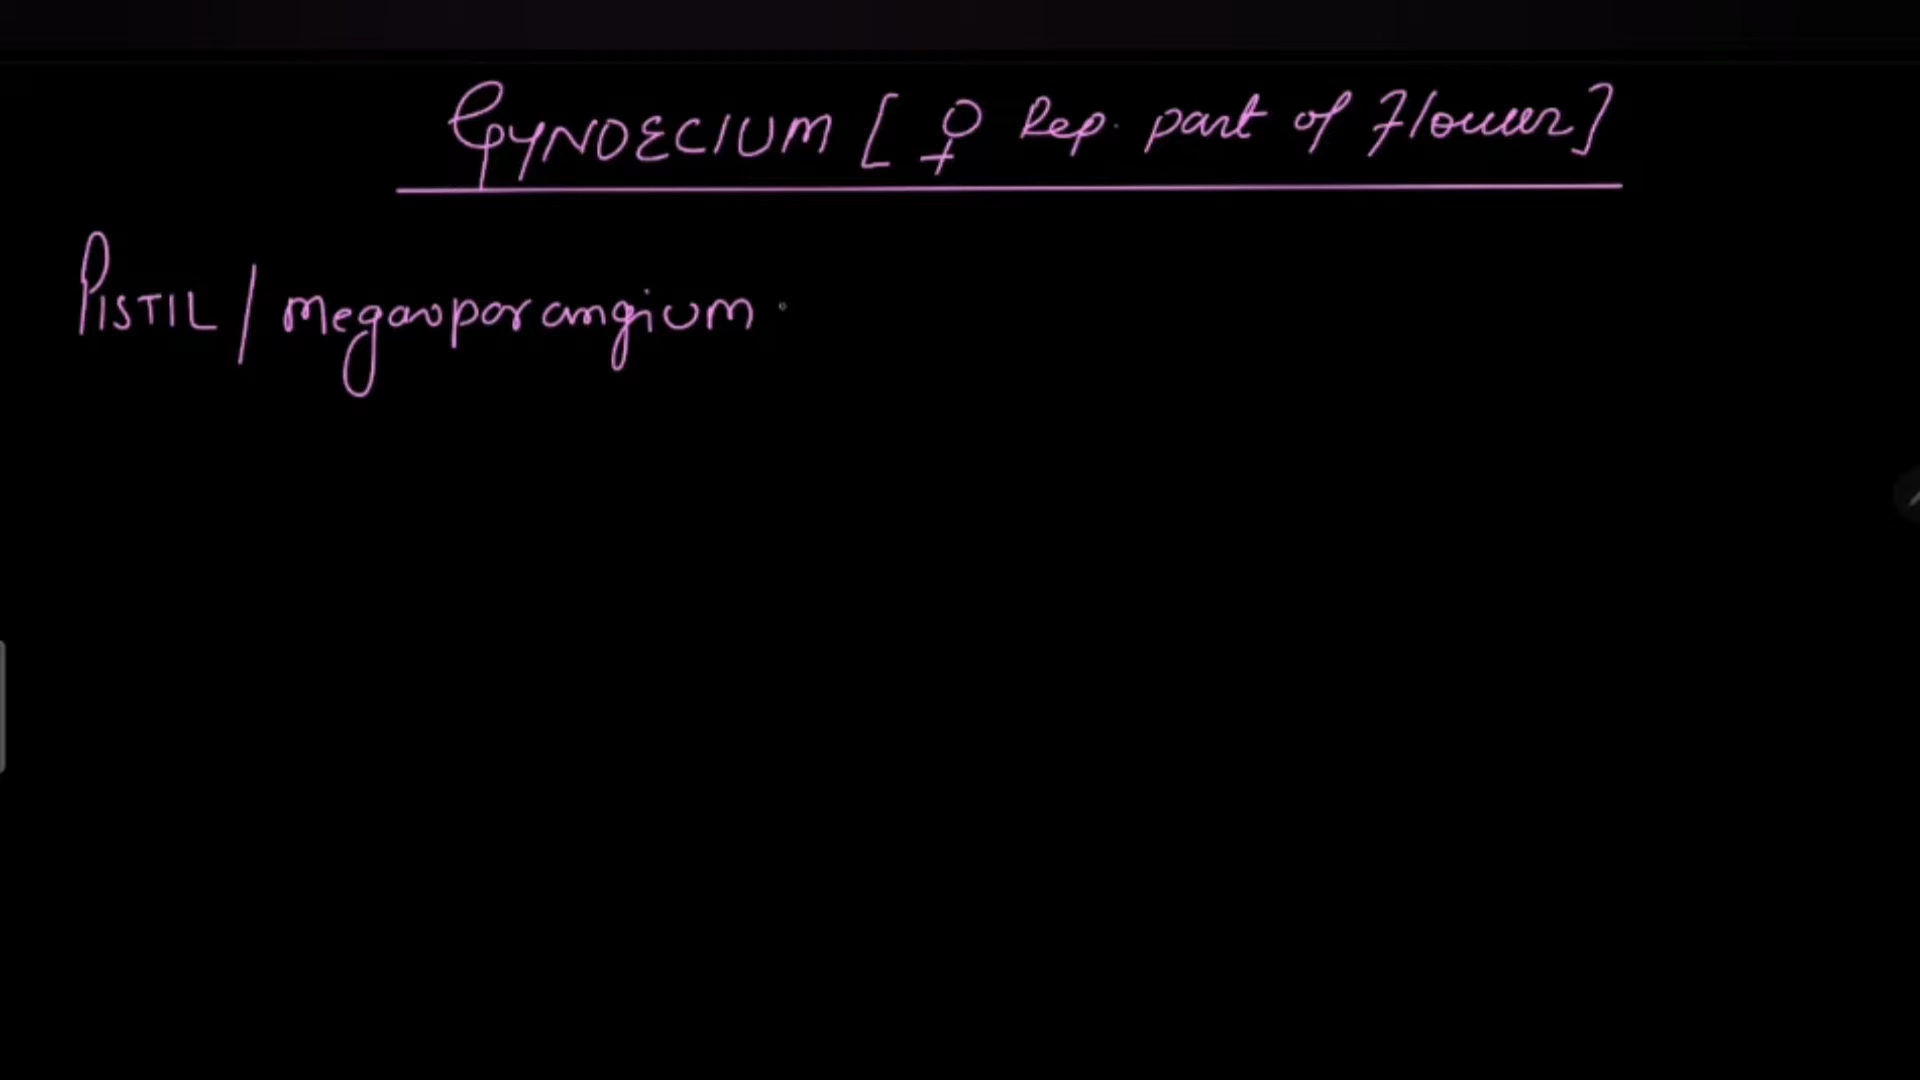 GYNOECIUM [ ♀ Rep. part of Flower]
PISTIL / Megasporangium